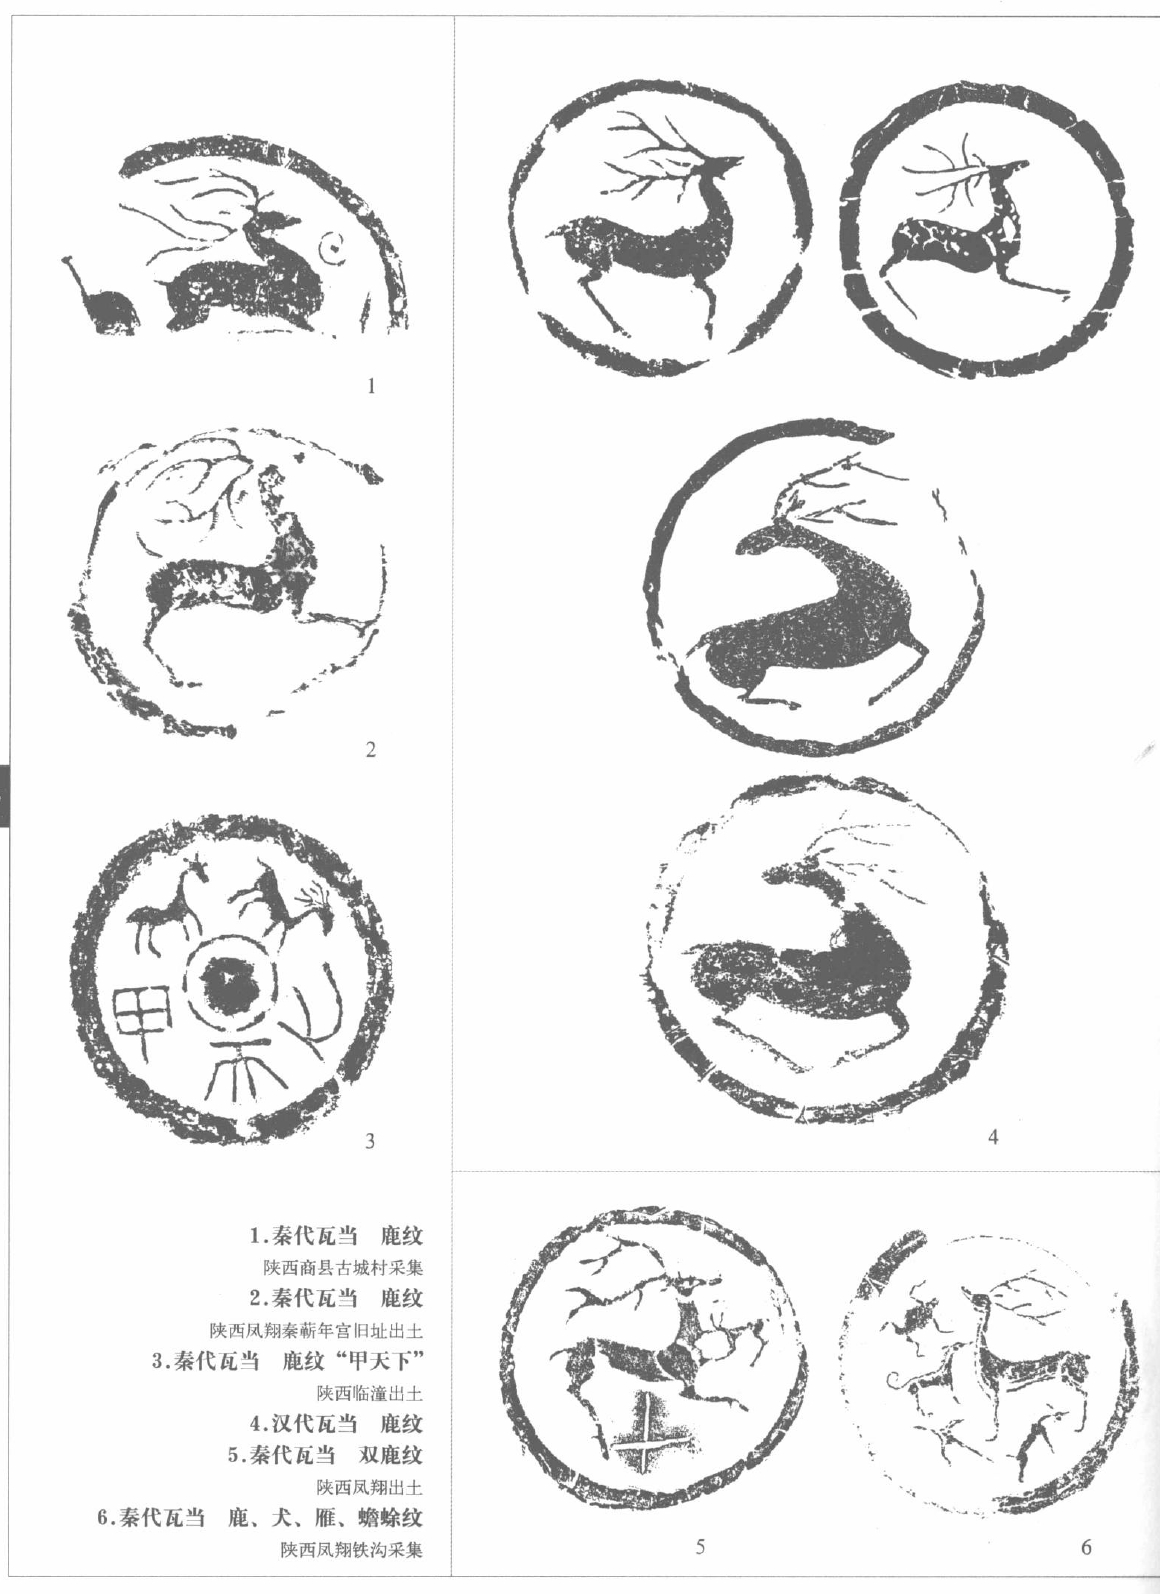 1
2
3
4
1.秦代瓦当　鹿纹
陕西商县古城村采集
2.秦代瓦当　鹿纹
陕西凤翔秦蕲年宫旧址出土
3.秦代瓦当　鹿纹“甲天下”
陕西临潼出土
4.汉代瓦当　鹿纹
5.秦代瓦当　双鹿纹
陕西凤翔出土
6.秦代瓦当　鹿、犬、雁、蟾蜍纹
陕西凤翔铁沟采集
5
6